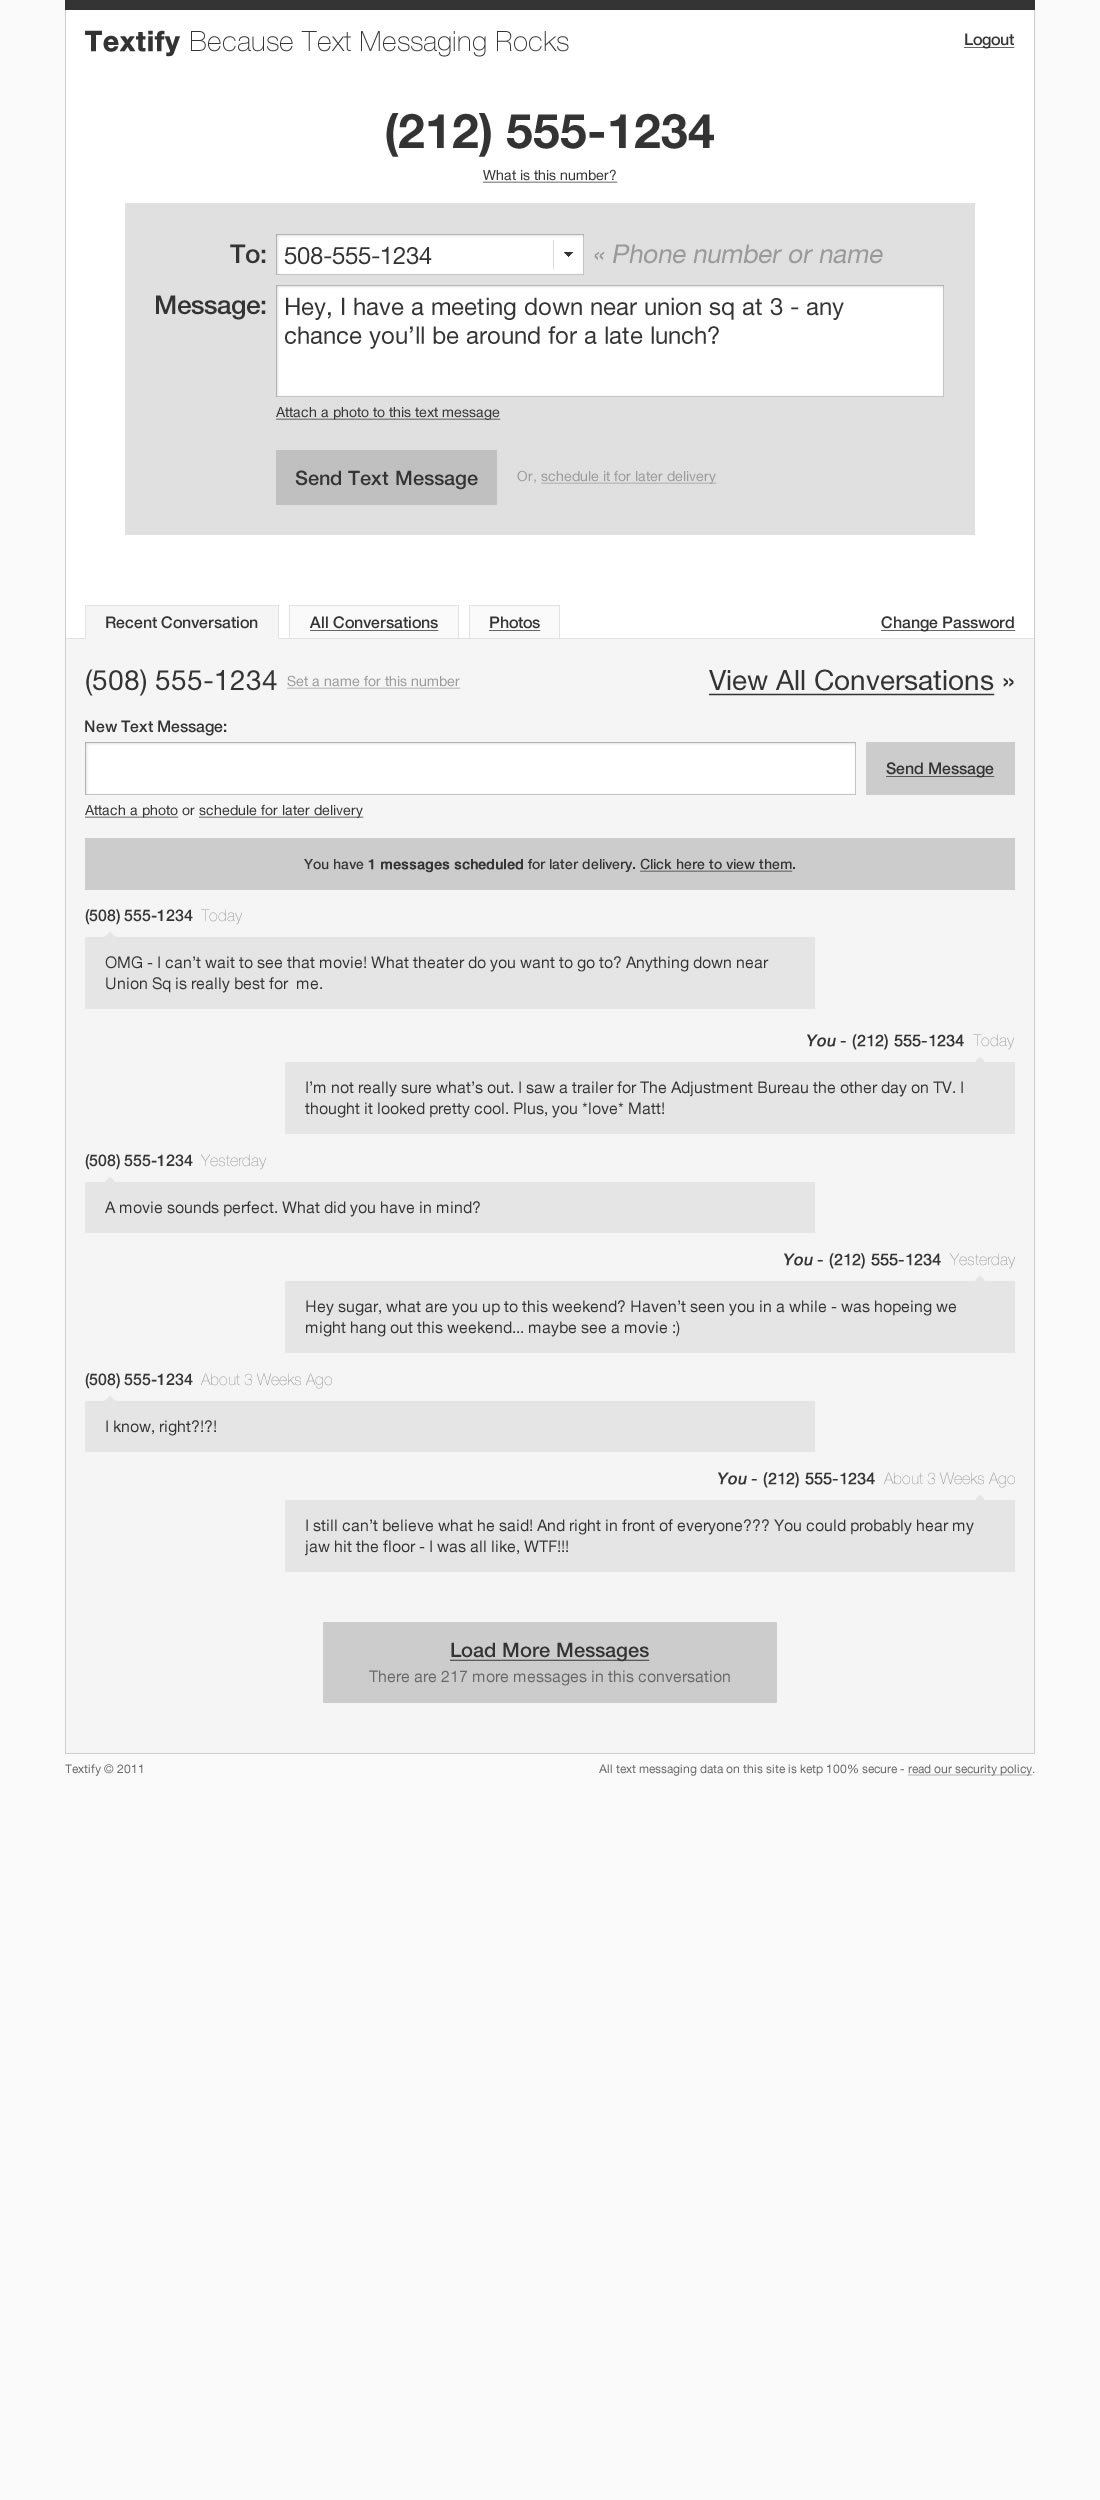 Textify Because Text Messaging Rocks
Logout
(212) 555-1234
What is this number?
To: 508-555-1234 « Phone number or name
Message: Hey, I have a meeting down near union sq at 3 - any
chance you’ll be around for a late lunch?
Attach a photo to this text message
Send Text Message Or, schedule it for later delivery
Recent Conversation All Conversations Photos Change Password
(508) 555-1234 Set a name for this number View All Conversations »
New Text Message:
Send Message
Attach a photo or schedule for later delivery
You have 1 messages scheduled for later delivery. Click here to view them.
(508) 555-1234 Today
OMG - I can’t wait to see that movie! What theater do you want to go to? Anything down near
Union Sq is really best for  me.
You - (212) 555-1234 Today
I’m not really sure what’s out. I saw a trailer for The Adjustment Bureau the other day on TV. I
thought it looked pretty cool. Plus, you *love* Matt!
(508) 555-1234 Yesterday
A movie sounds perfect. What did you have in mind?
You - (212) 555-1234 Yesterday
Hey sugar, what are you up to this weekend? Haven’t seen you in a while - was hopeing we
might hang out this weekend... maybe see a movie :)
(508) 555-1234 About 3 Weeks Ago
I know, right?!?!
You - (212) 555-1234 About 3 Weeks Ago
I still can’t believe what he said! And right in front of everyone??? You could probably hear my
jaw hit the floor - I was all like, WTF!!!
Load More Messages
There are 217 more messages in this conversation
Textify © 2011
All text messaging data on this site is ketp 100% secure - read our security policy.